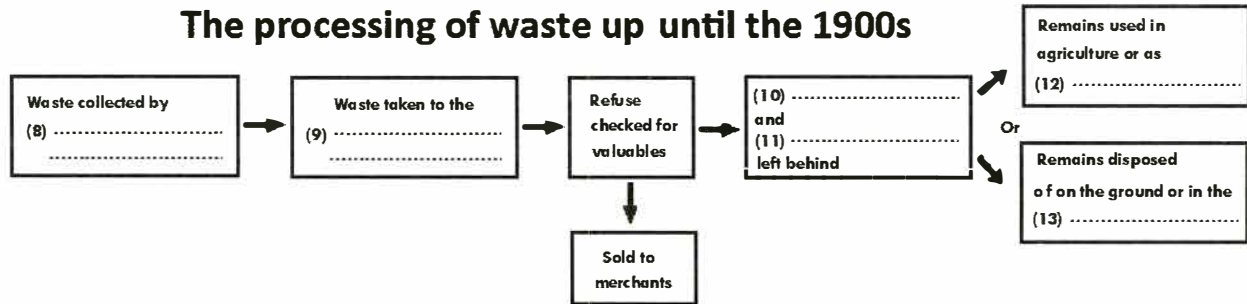 The processing of waste up until the 1900s
Waste collected by
(8) ........................................
........................................
Waste taken to the
(9) ........................................
........................................
Refuse
checked for
valuables
Sold to
merchants
(10) ........................................
and
(11) ........................................
left behind
Or
Remains used in
agriculture or as
(12) ........................................
Remains disposed
of on the ground or in the
(13) ........................................